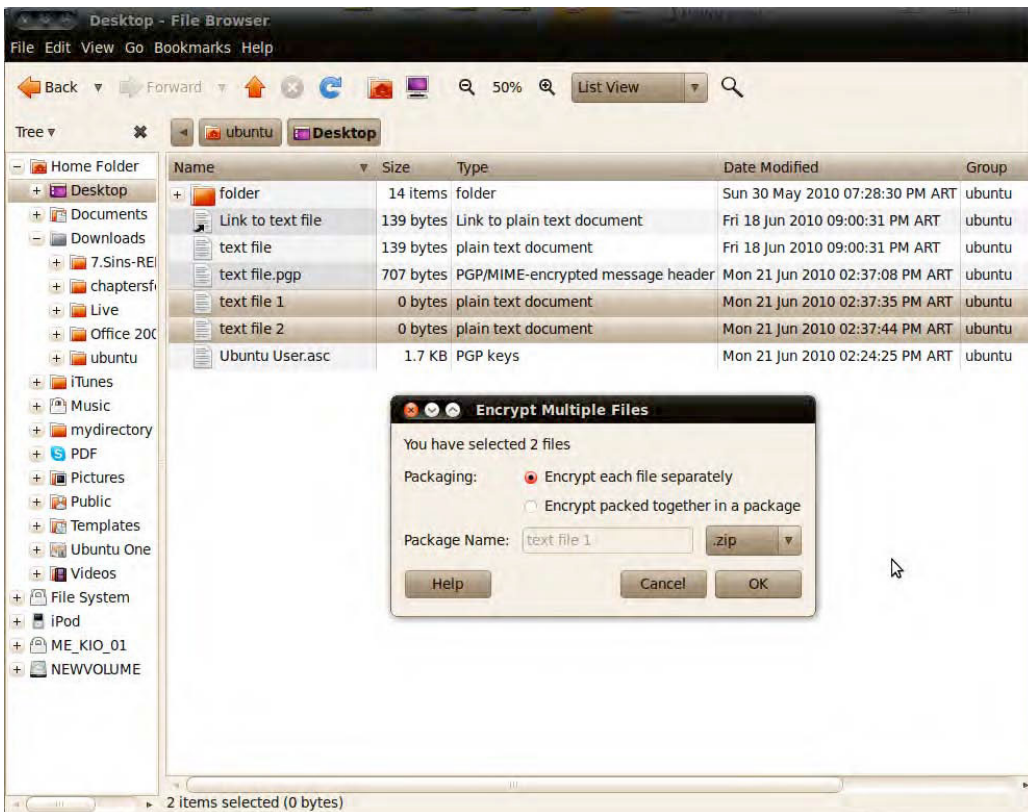 Desktop - File Browser
File Edit View Go Bookmarks Help
Back Forward 50% List View
Tree ubuntu Desktop
Name Size Type Date Modified Group
folder 14 items folder Sun 30 May 2010 07:28:30 PM ART ubuntu
Link to text file 139 bytes Link to plain text document Fri 18 Jun 2010 09:00:31 PM ART ubuntu
text file 139 bytes plain text document Fri 18 Jun 2010 09:00:31 PM ART ubuntu
text file.pgp 707 bytes PGP/MIME-encrypted message header Mon 21 Jun 2010 02:37:08 PM ART ubuntu
text file 1 0 bytes plain text document Mon 21 Jun 2010 02:37:35 PM ART ubuntu
text file 2 0 bytes plain text document Mon 21 Jun 2010 02:37:44 PM ART ubuntu
Ubuntu User.asc 1.7 KB PGP keys Mon 21 Jun 2010 02:24:25 PM ART ubuntu
Home Folder
Desktop
Documents
Downloads
7.Sins-REI
chaptersf
Live
Office 200
ubuntu
iTunes
Music
mydirectory
PDF
Pictures
Public
Templates
Ubuntu One
Videos
File System
iPod
ME_KIO_01
NEWVOLUME
Encrypt Multiple Files
You have selected 2 files
Packaging: Encrypt each file separately
Encrypt packed together in a package
Package Name: text file 1 .zip
Help Cancel OK
2 items selected (0 bytes)